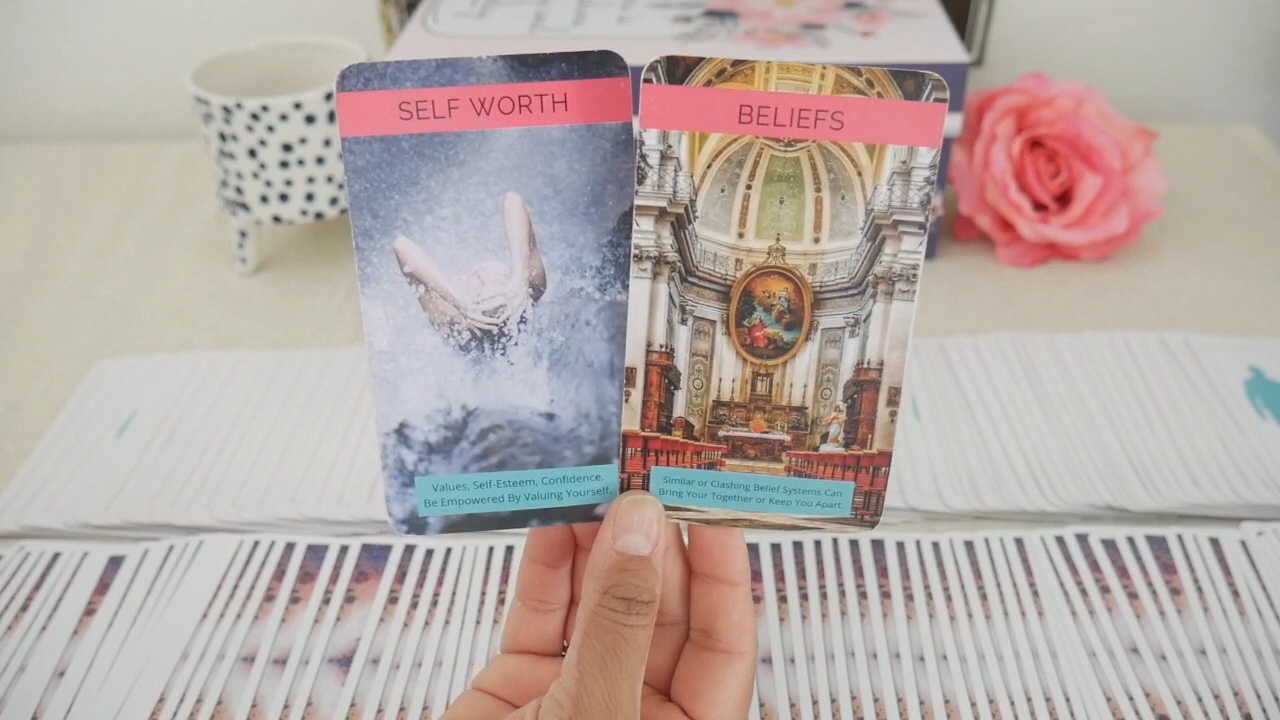 SELF WORTH
Values, Self-Esteem, Confidence.
Be Empowered By Valuing Yourself.
BELIEFS
Similar or Clashing Belief Systems Can
Bring Your Together or Keep You Apart.